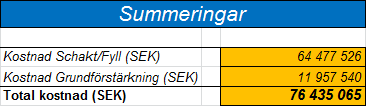 Summeringar
Kostnad Schakt/Fyll (SEK) 64 477 526
Kostnad Grundförstärkning (SEK) 11 957 540
Total kostnad (SEK) 76 435 065